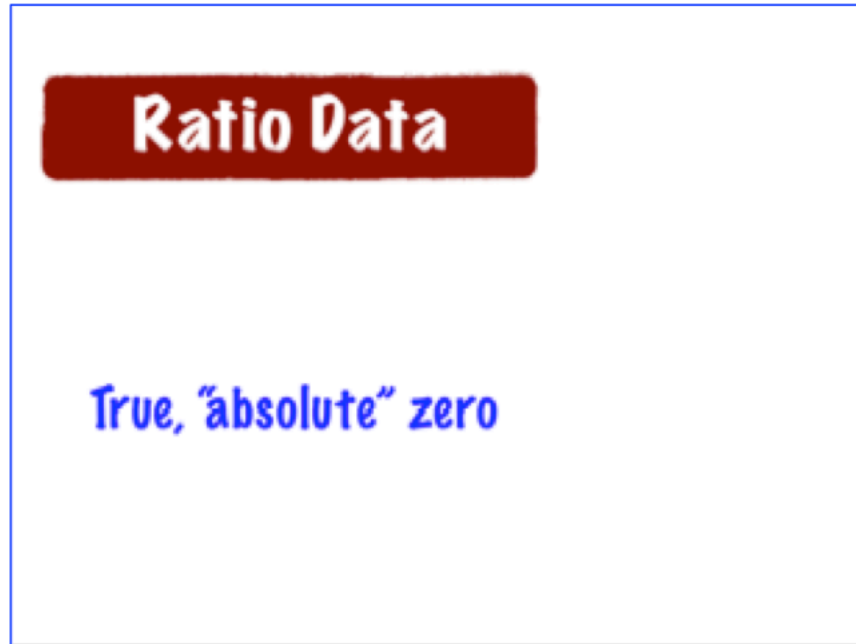 Ratio Data
True, “absolute” zero